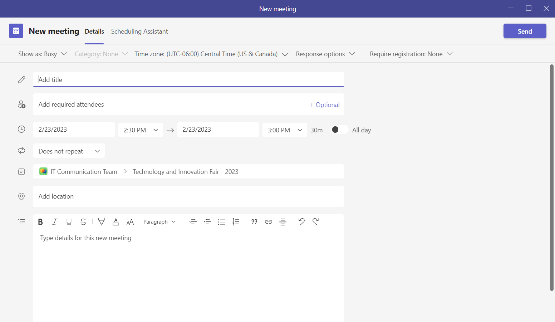 New meeting
New meeting Details Scheduling Assistant Send
Show as: Busy Category: None Time zone: (UTC-06:00) Central Time (US & Canada) Response options Require registration: None
Add title
Add required attendees + Optional
2/23/2023 2:30 PM → 2/23/2023 3:00 PM 30m All day
Does not repeat
IT Communication Team > Technology and Innovation Fair - 2023
Add location
B I U S A AA Paragraph
Type details for this new meeting